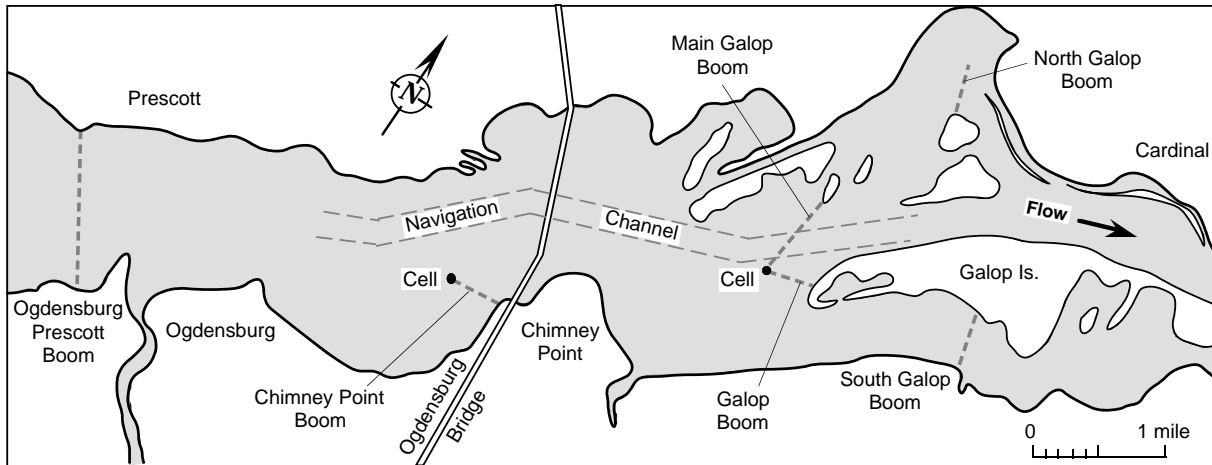 Prescott
N
Main Galop
Boom
North Galop
Boom
Cardinal
Navigation
Channel
Flow
Cell
Cell
Galop Is.
Ogdensburg
Prescott
Boom
Ogdensburg
Chimney Point
Boom
Ogdensburg
Bridge
Chimney
Point
Galop
Boom
South Galop
Boom
0 1 mile